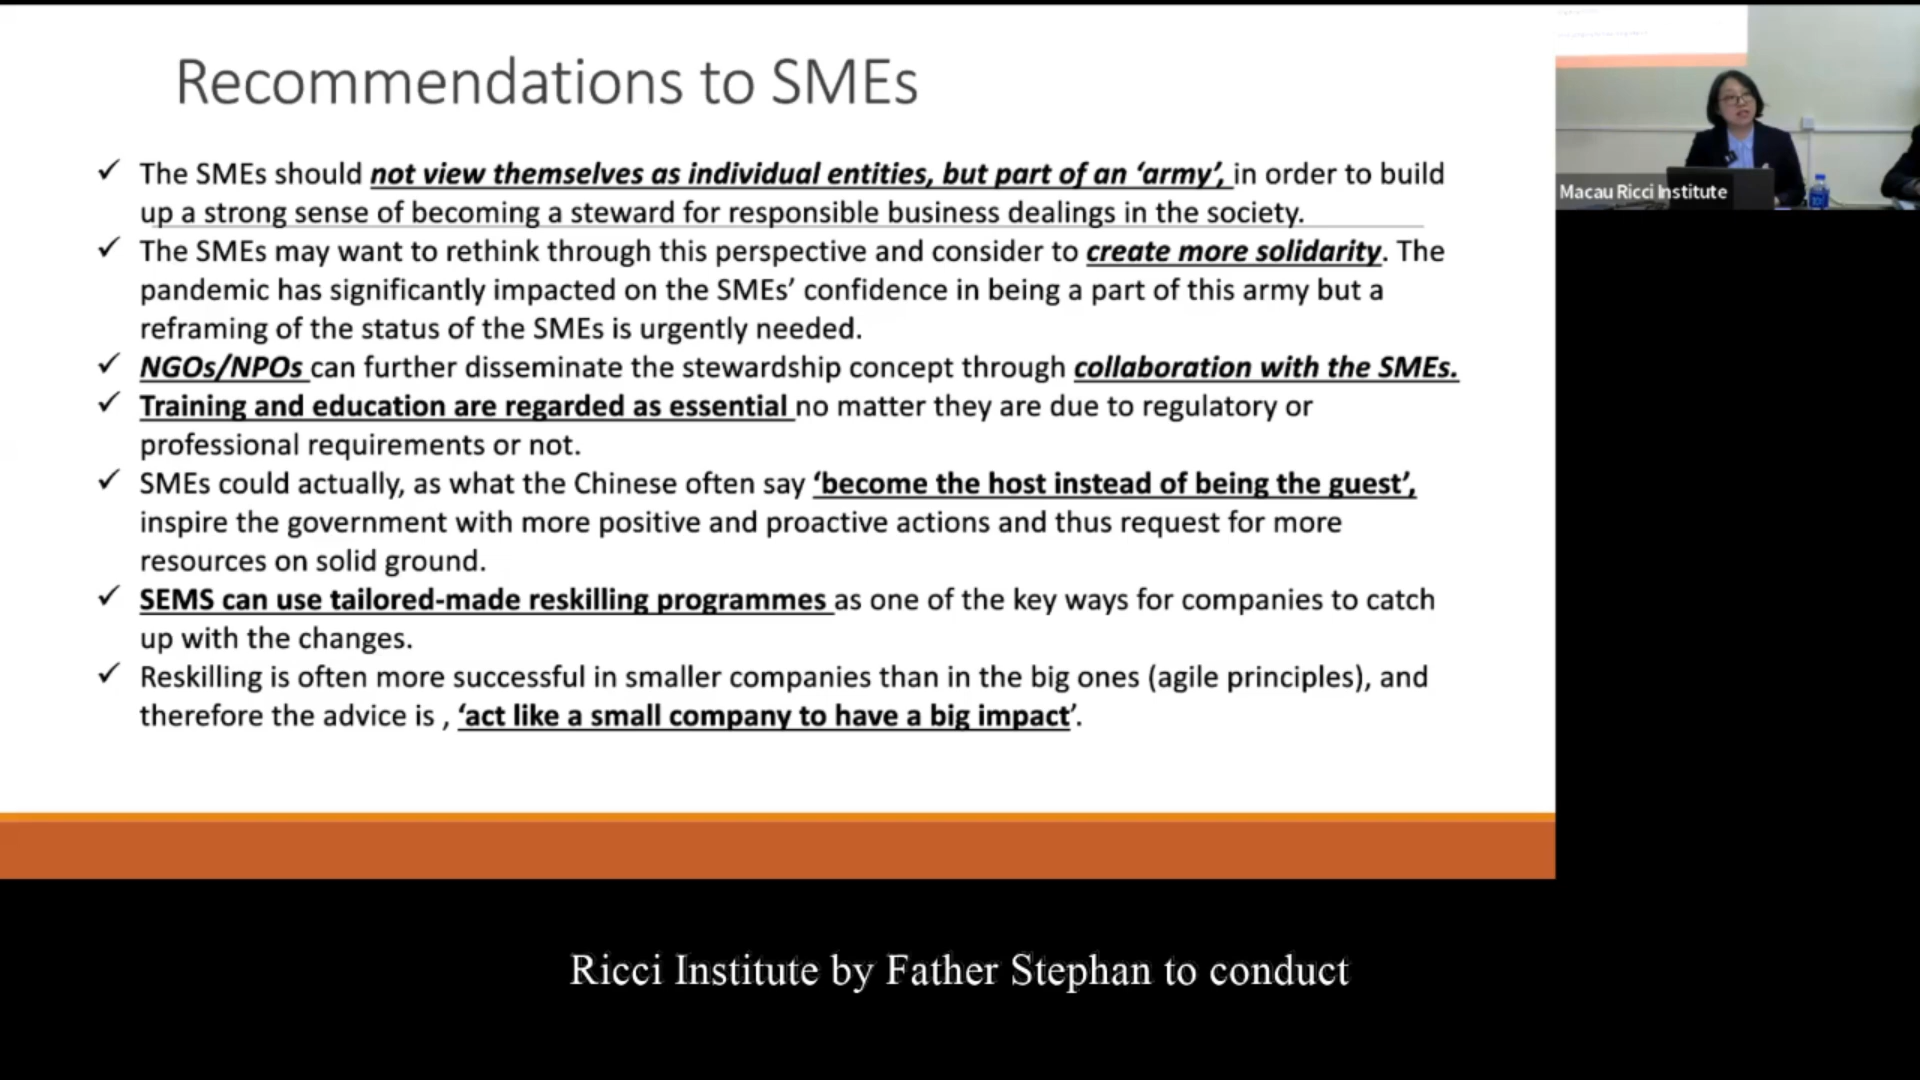 Recommendations to SMEs
✓ The SMEs should not view themselves as individual entities, but part of an ‘army’, in order to build
up a strong sense of becoming a steward for responsible business dealings in the society.
✓ The SMEs may want to rethink through this perspective and consider to create more solidarity. The
pandemic has significantly impacted on the SMEs’ confidence in being a part of this army but a
reframing of the status of the SMEs is urgently needed.
✓ NGOs/NPOs can further disseminate the stewardship concept through collaboration with the SMEs.
✓ Training and education are regarded as essential no matter they are due to regulatory or
professional requirements or not.
✓ SMEs could actually, as what the Chinese often say ‘become the host instead of being the guest’,
inspire the government with more positive and proactive actions and thus request for more
resources on solid ground.
✓ SEMS can use tailored-made reskilling programmes as one of the key ways for companies to catch
up with the changes.
✓ Reskilling is often more successful in smaller companies than in the big ones (agile principles), and
therefore the advice is , ‘act like a small company to have a big impact’.
Macau Ricci Institute
Ricci Institute by Father Stephan to conduct